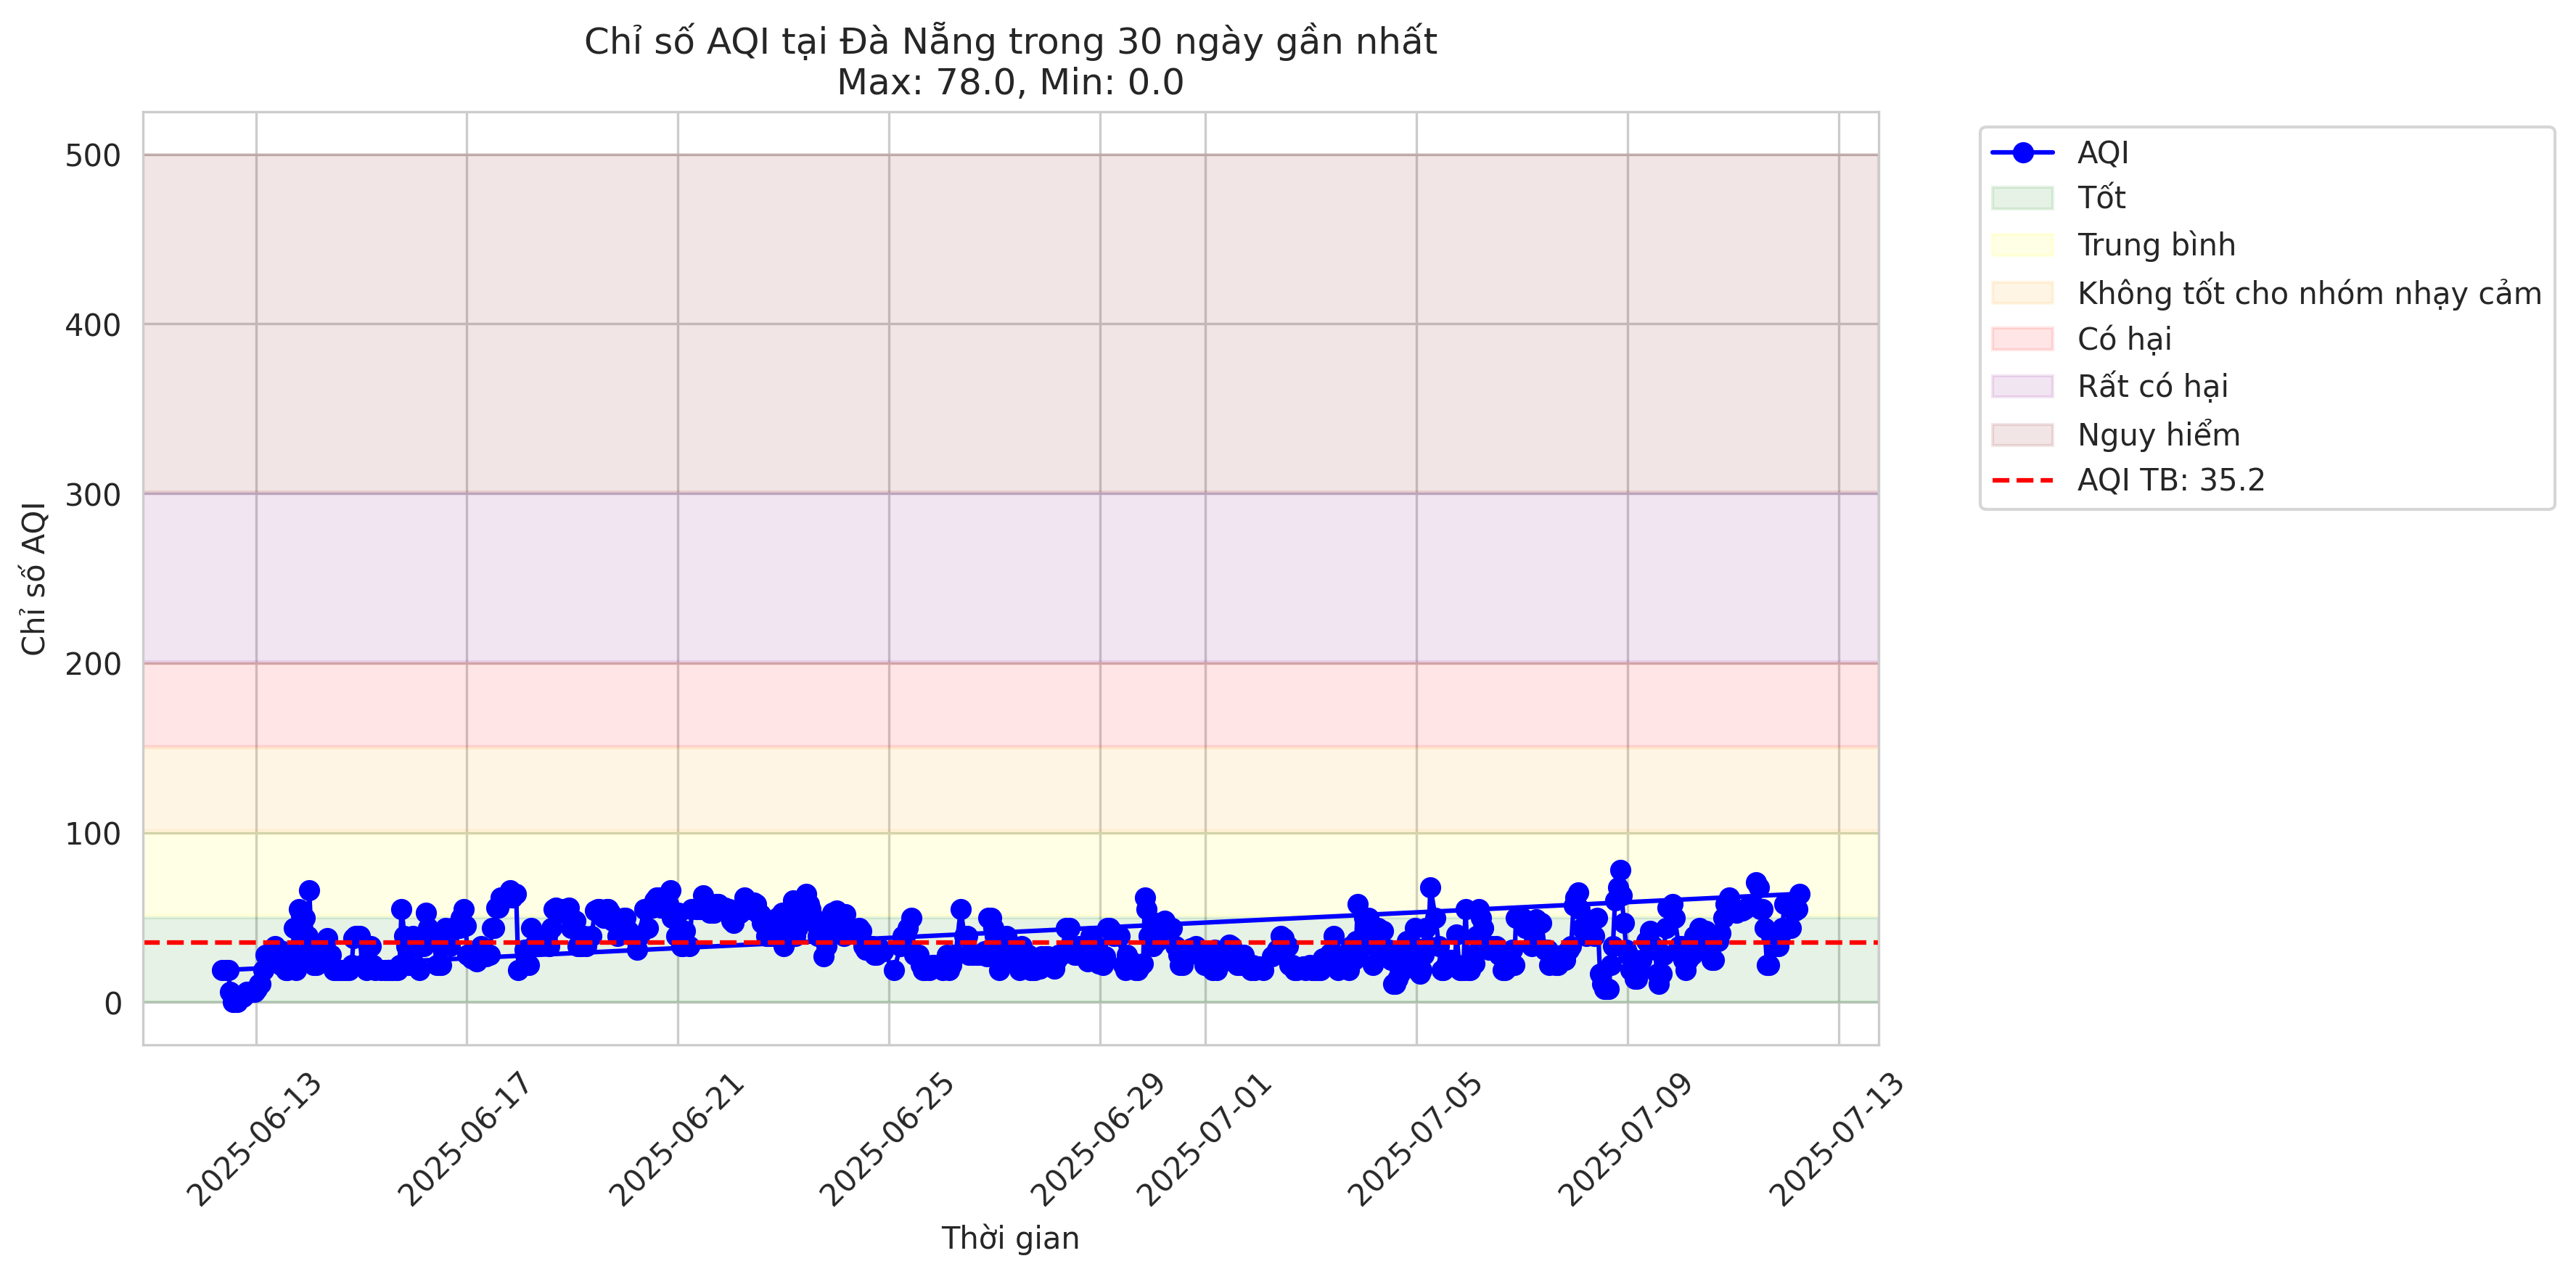 Chỉ số AQI tại Đà Nẵng trong 30 ngày gần nhất
Max: 78.0, Min: 0.0
Chỉ số AQI
500
400
300
200
100
0
2025-06-13
2025-06-17
2025-06-21
2025-06-25
2025-06-29
2025-07-01
2025-07-05
2025-07-09
2025-07-13
Thời gian
AQI
Tốt
Trung bình
Không tốt cho nhóm nhạy cảm
Có hại
Rất có hại
Nguy hiểm
AQI TB: 35.2